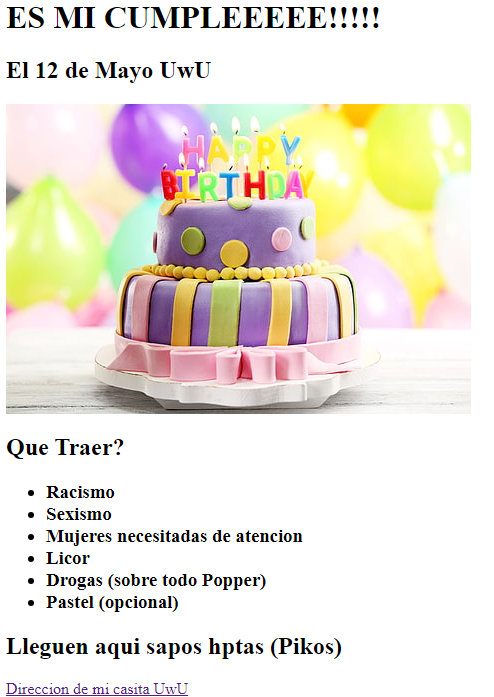 ES MI CUMPLEEEEE!!!!!
El 12 de Mayo UwU
HAPPY
BIRTHDAY
Que Traer?
Racismo
Sexismo
Mujeres necesitadas de atencion
Licor
Drogas (sobre todo Popper)
Pastel (opcional)
Lleguen aqui sapos hptas (Pikos)
Direccion de mi casita UwU